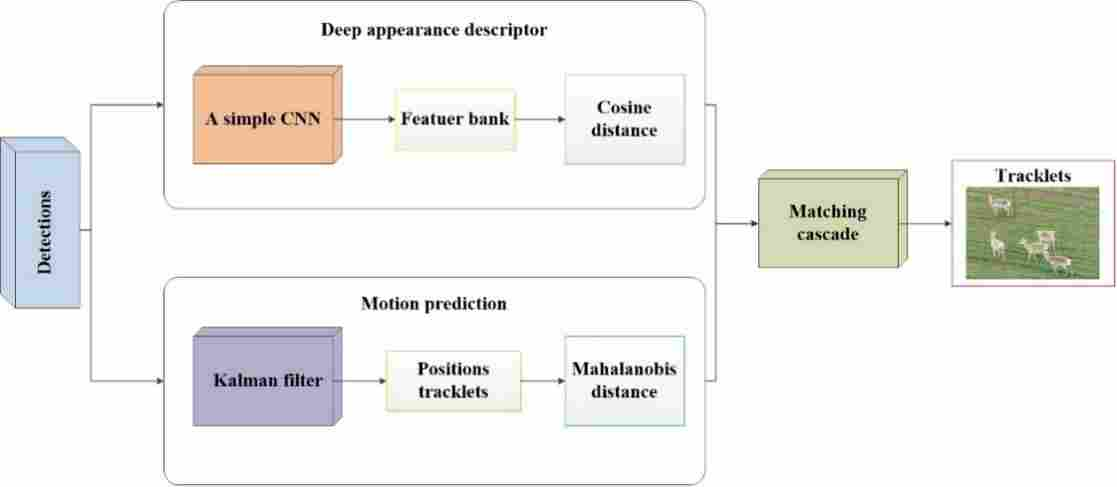 Deep appearance descriptor
A simple CNN
Featuer bank
Cosine
distance
Detections
Matching
cascade
Tracklets
Motion prediction
Kalman filter
Positions
tracklets
Mahalanobis
distance